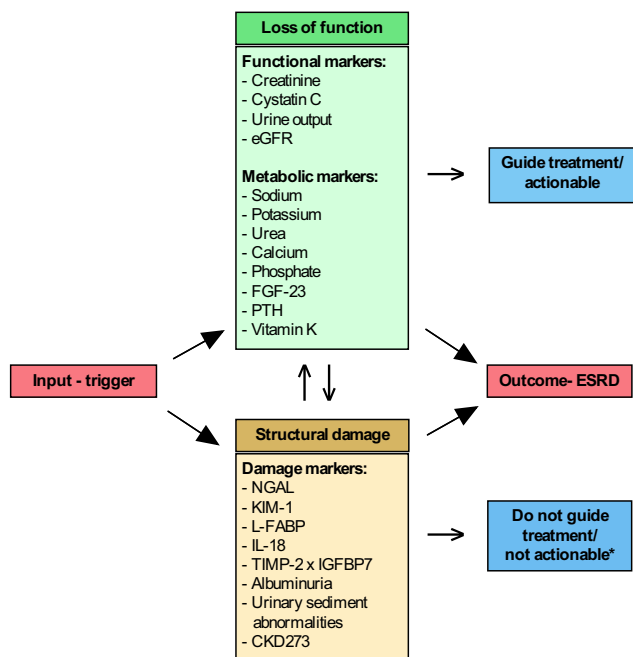 Loss of function
Functional markers:
- Creatinine
- Cystatin C
- Urine output
- eGFR
Metabolic markers:
- Sodium
- Potassium
- Urea
- Calcium
- Phosphate
- FGF-23
- PTH
- Vitamin K
Guide treatment/
actionable
Input - trigger
Outcome- ESRD
Structural damage
Damage markers:
- NGAL
- KIM-1
- L-FABP
- IL-18
- TIMP-2 x IGFBP7
- Albuminuria
- Urinary sediment
abnormalities
- CKD273
Do not guide
treatment/
not actionable*